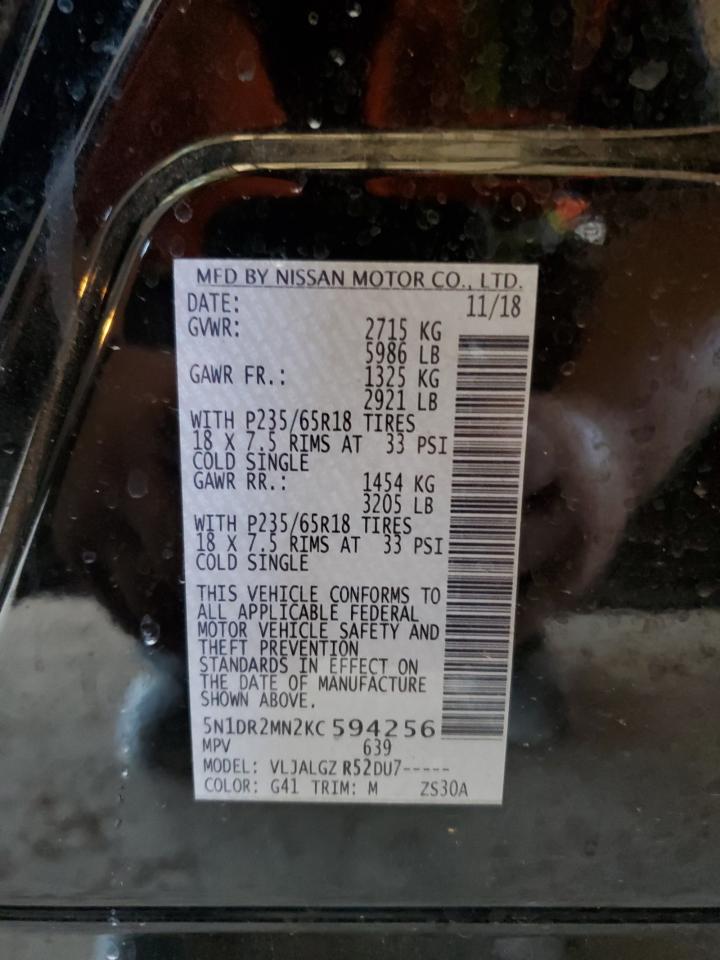 MFD BY NISSAN MOTOR CO., LTD.
DATE: 11/18
GVWR: 2715 KG
5986 LB
GAWR FR.: 1325 KG
2921 LB
WITH P235/65R18 TIRES
18 X 7.5 RIMS AT 33 PSI
COLD SINGLE
GAWR RR.: 1454 KG
3205 LB
WITH P235/65R18 TIRES
18 X 7.5 RIMS AT 33 PSI
COLD SINGLE
THIS VEHICLE CONFORMS TO
ALL APPLICABLE FEDERAL
MOTOR VEHICLE SAFETY AND
THEFT PREVENTION
STANDARDS IN EFFECT ON
THE DATE OF MANUFACTURE
SHOWN ABOVE.
5N1DR2MN2KC 594256
MPV 639
MODEL: VLJALGZ R52DU7-----
COLOR: G41 TRIM: M ZS30A